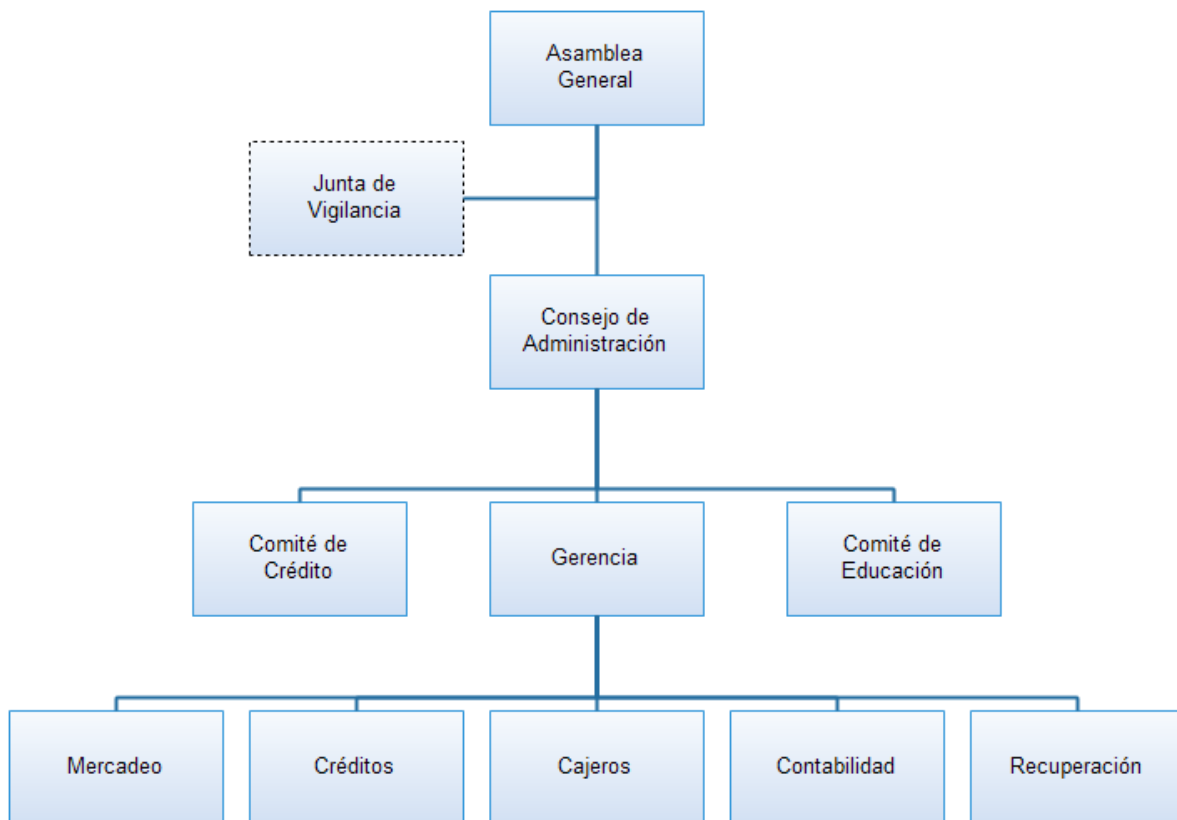 Asamblea
General
Junta de
Vigilancia
Consejo de
Administración
Comité de
Crédito
Gerencia
Comité de
Educación
Mercadeo
Créditos
Cajeros
Contabilidad
Recuperación